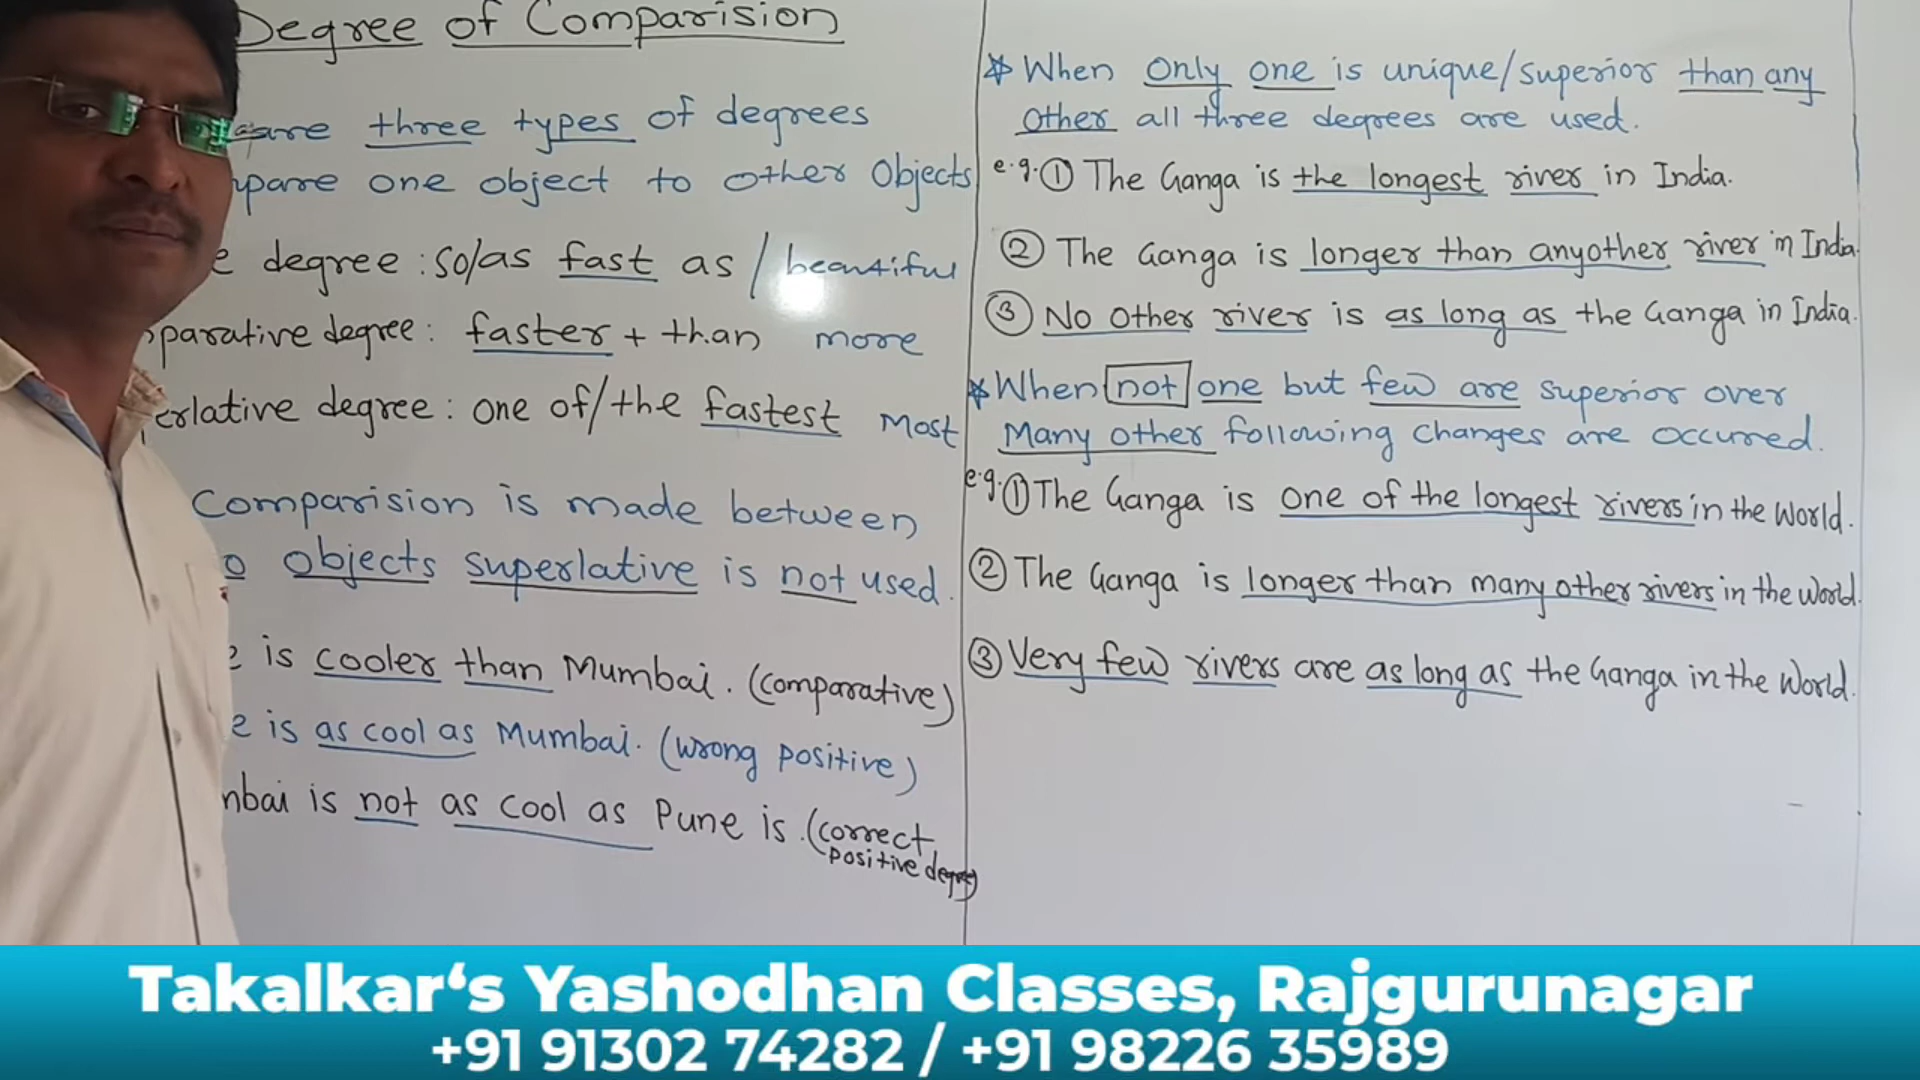 Degree of Comparision
are three types of degrees
one object to other Objects
degree : so/as fast as / beautiful
degree : faster + than more
degree : one of/the fastest Most
Comparision is made between
objects superlative is not used.
is cooler than Mumbai. (comparative)
is as cool as Mumbai. (wrong positive)
is not as cool as Pune is. (correct
positive degree)
* When only one is unique/superior than any
other all three degrees are used.
e.g. ① The Ganga is the longest river in India.
② The Ganga is longer than anyother river in India.
③ No other river is as long as the Ganga in India.
* When not one but few are superior over
Many other following changes are occurred.
e.g. ① The Ganga is one of the longest rivers in the World.
② The Ganga is longer than many other rivers in the World.
③ Very few rivers are as long as the Ganga in the World.
Takalkar‘s Yashodhan Classes, Rajgurunagar
+91 91302 74282 / +91 98226 35989